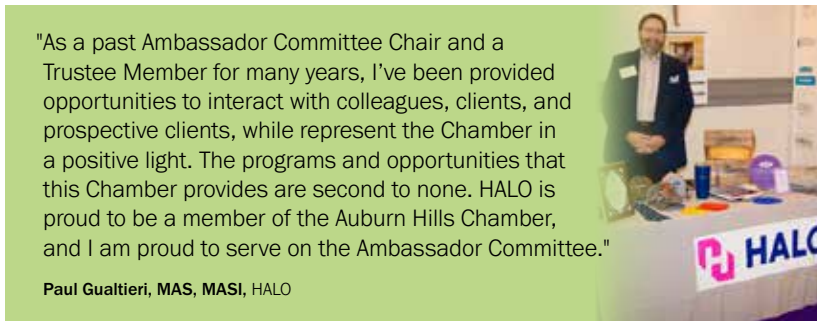 "As a past Ambassador Committee Chair and a
Trustee Member for many years, I've been provided
opportunities to interact with colleagues, clients, and
prospective clients, while represent the Chamber in
a positive light. The programs and opportunities that
this Chamber provides are second to none. HALO is
proud to be a member of the Auburn Hills Chamber,
and I am proud to serve on the Ambassador Committee."
Paul Gualtieri, MAS, MASI, HALO
HALO